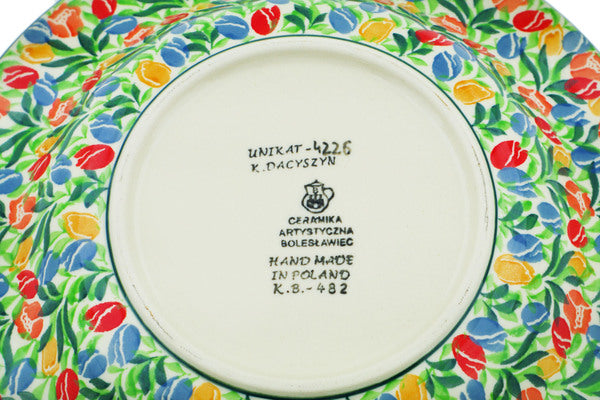 UNIKAT -4226
K. DACYSZYN
CERAMIKA
ARTYSTYCZNA
BOLESŁAWIEC
HAND MADE
IN POLAND
K.B.-482